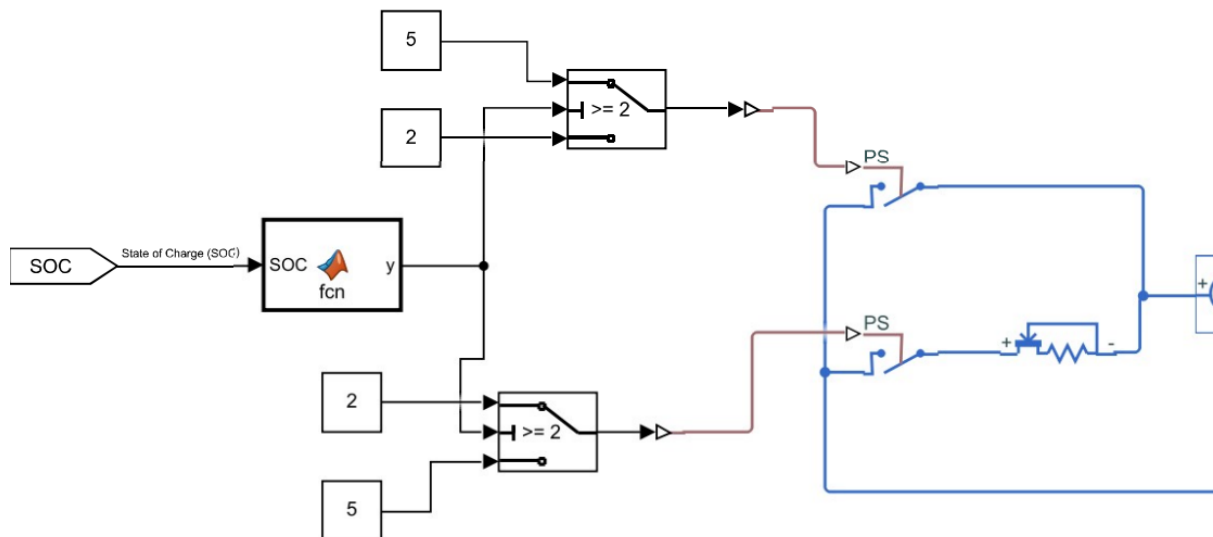 5
>= 2
2
PS
State of Charge (SOC)
SOC
SOC
y
fcn
+
PS
+
-
2
>= 2
5